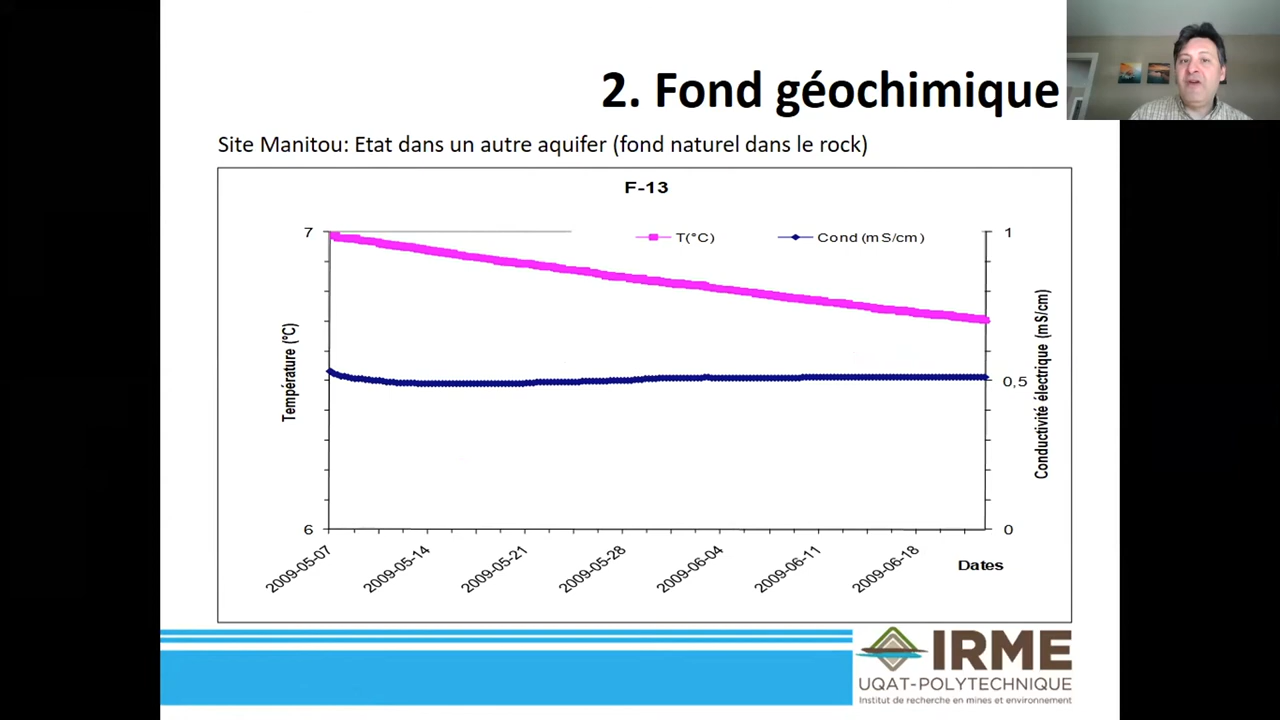 2. Fond géochimique
Site Manitou: Etat dans un autre aquifer (fond naturel dans le rock)
F-13
T(°C)
Cond (mS/cm)
7
6
Température (°C)
1
0,5
0
Conductivité électrique (mS/cm)
2009-05-07
2009-05-14
2009-05-21
2009-05-28
2009-06-04
2009-06-11
2009-06-18
Dates
IRME
UQAT-POLYTECHNIQUE
Institut de recherche en mines et environnement